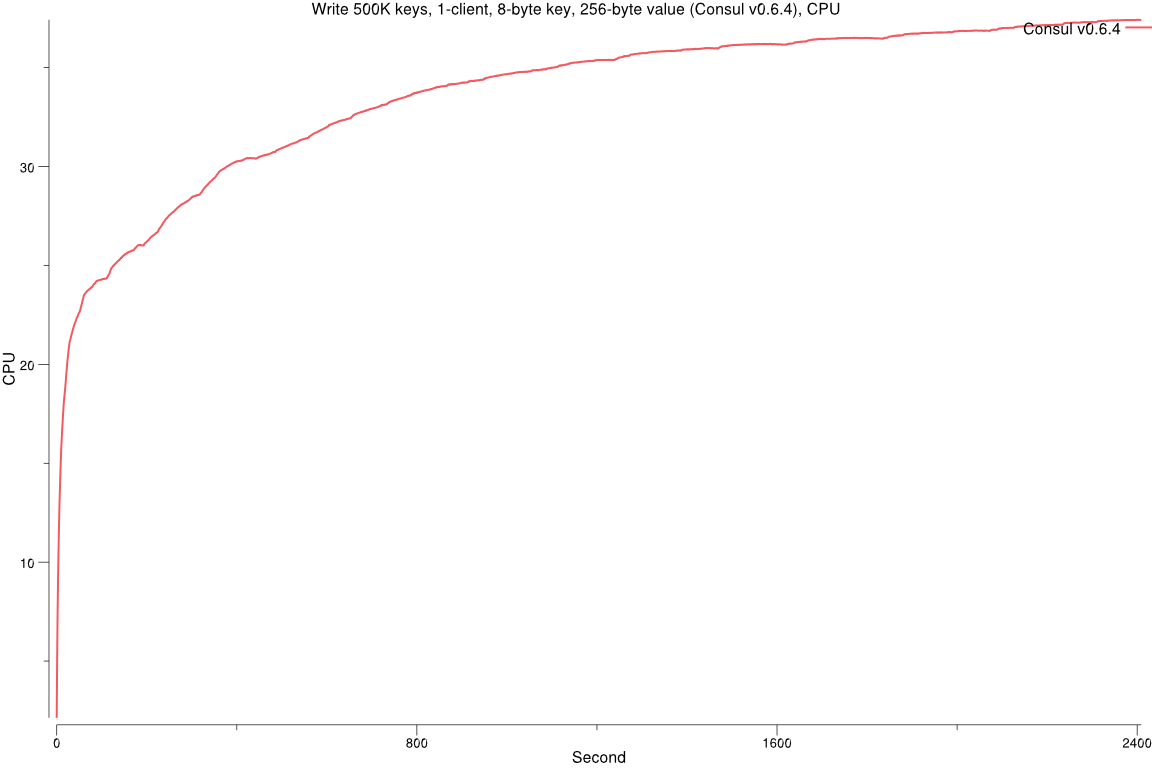 Write 500K keys, 1-client, 8-byte key, 256-byte value (Consul v0.6.4), CPU
Consul v0.6.4
30
20
10
CPU
0
800
1600
2400
Second